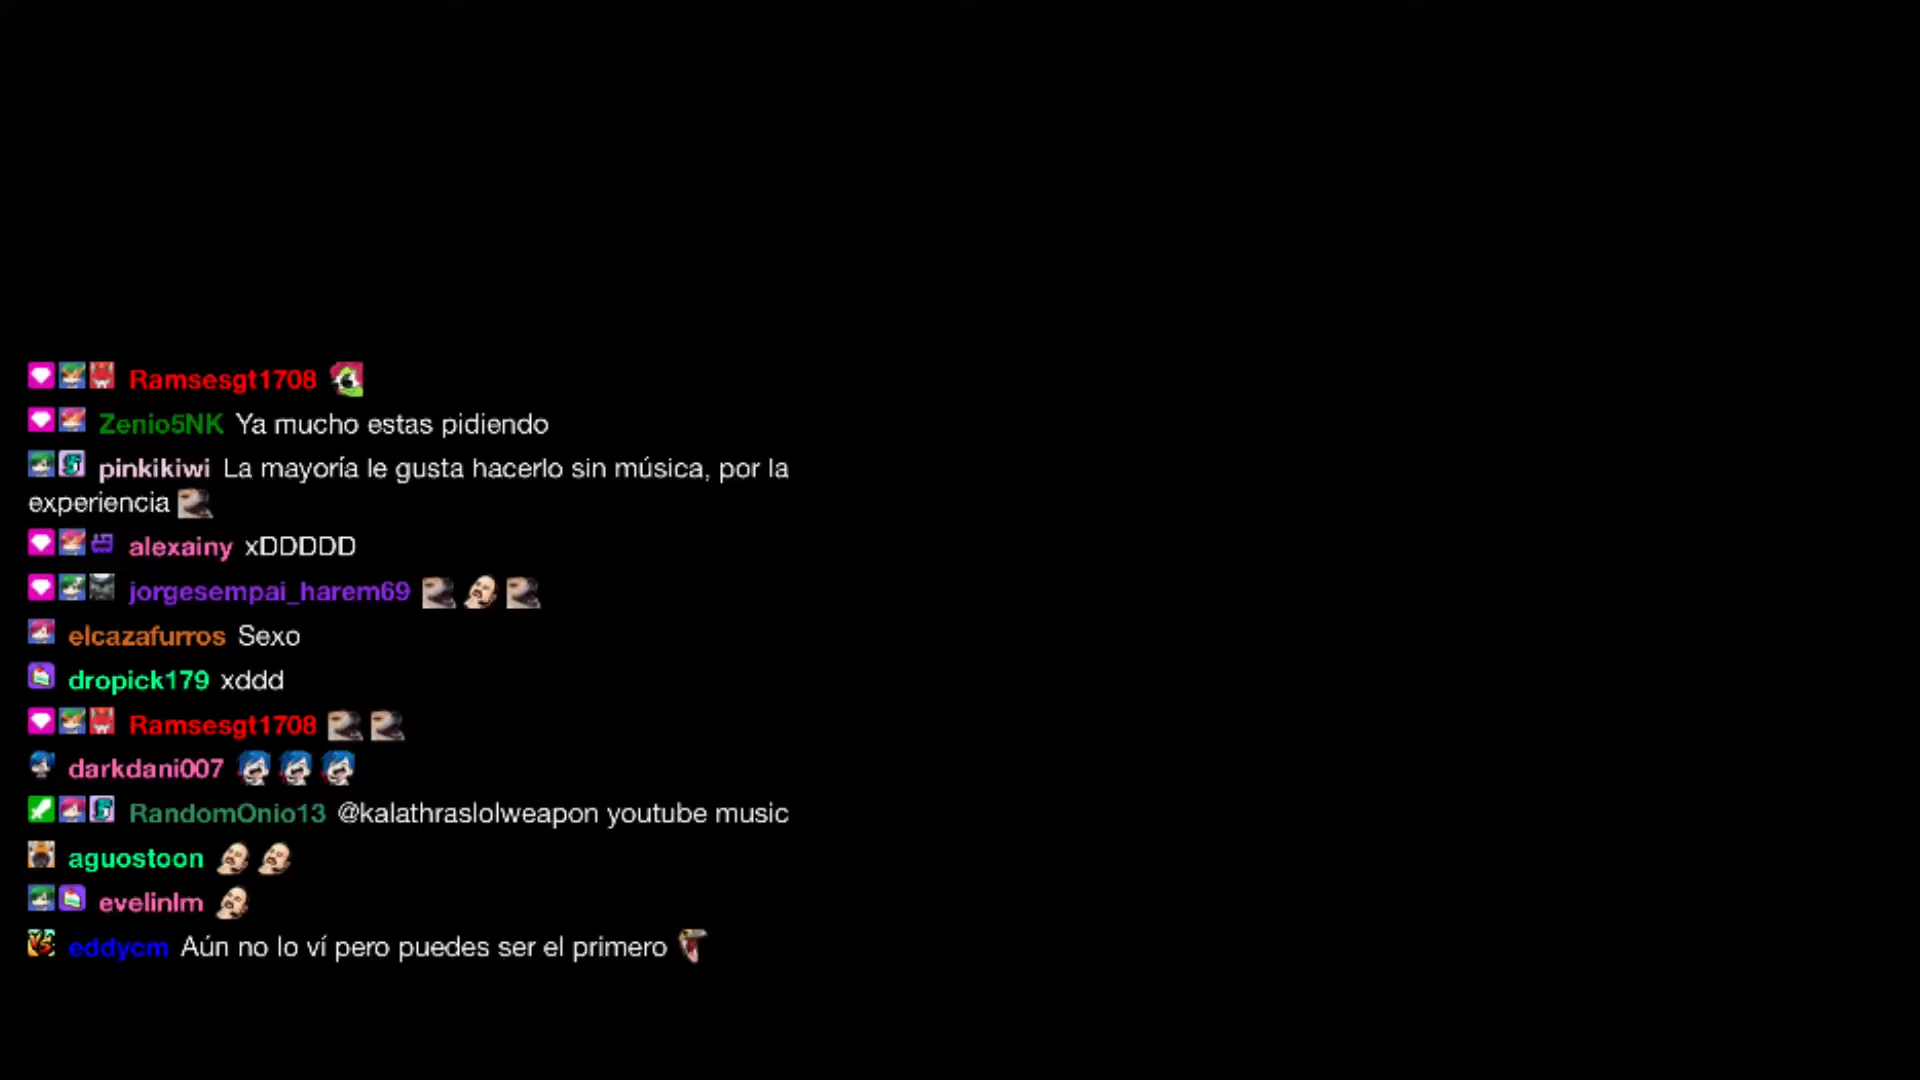 Ramsesgt1708
Zenio5NK Ya mucho estas pidiendo
pinkikiwi La mayoría le gusta hacerlo sin música, por la
experiencia
alexainy xDDDDD
jorgesempai_harem69
elcazafurros Sexo
dropick179 xddd
Ramsesgt1708
darkdani007
RandomOnio13 @kalathraslolweapon youtube music
aguostoon
evelinlm
eddycm Aún no lo ví pero puedes ser el primero